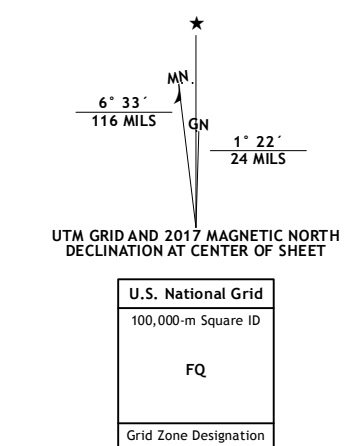 ★
MN
6° 33´
116 MILS
GN
1° 22´
24 MILS
UTM GRID AND 2017 MAGNETIC NORTH
DECLINATION AT CENTER OF SHEET
U.S. National Grid
100,000-m Square ID
FQ
Grid Zone Designation